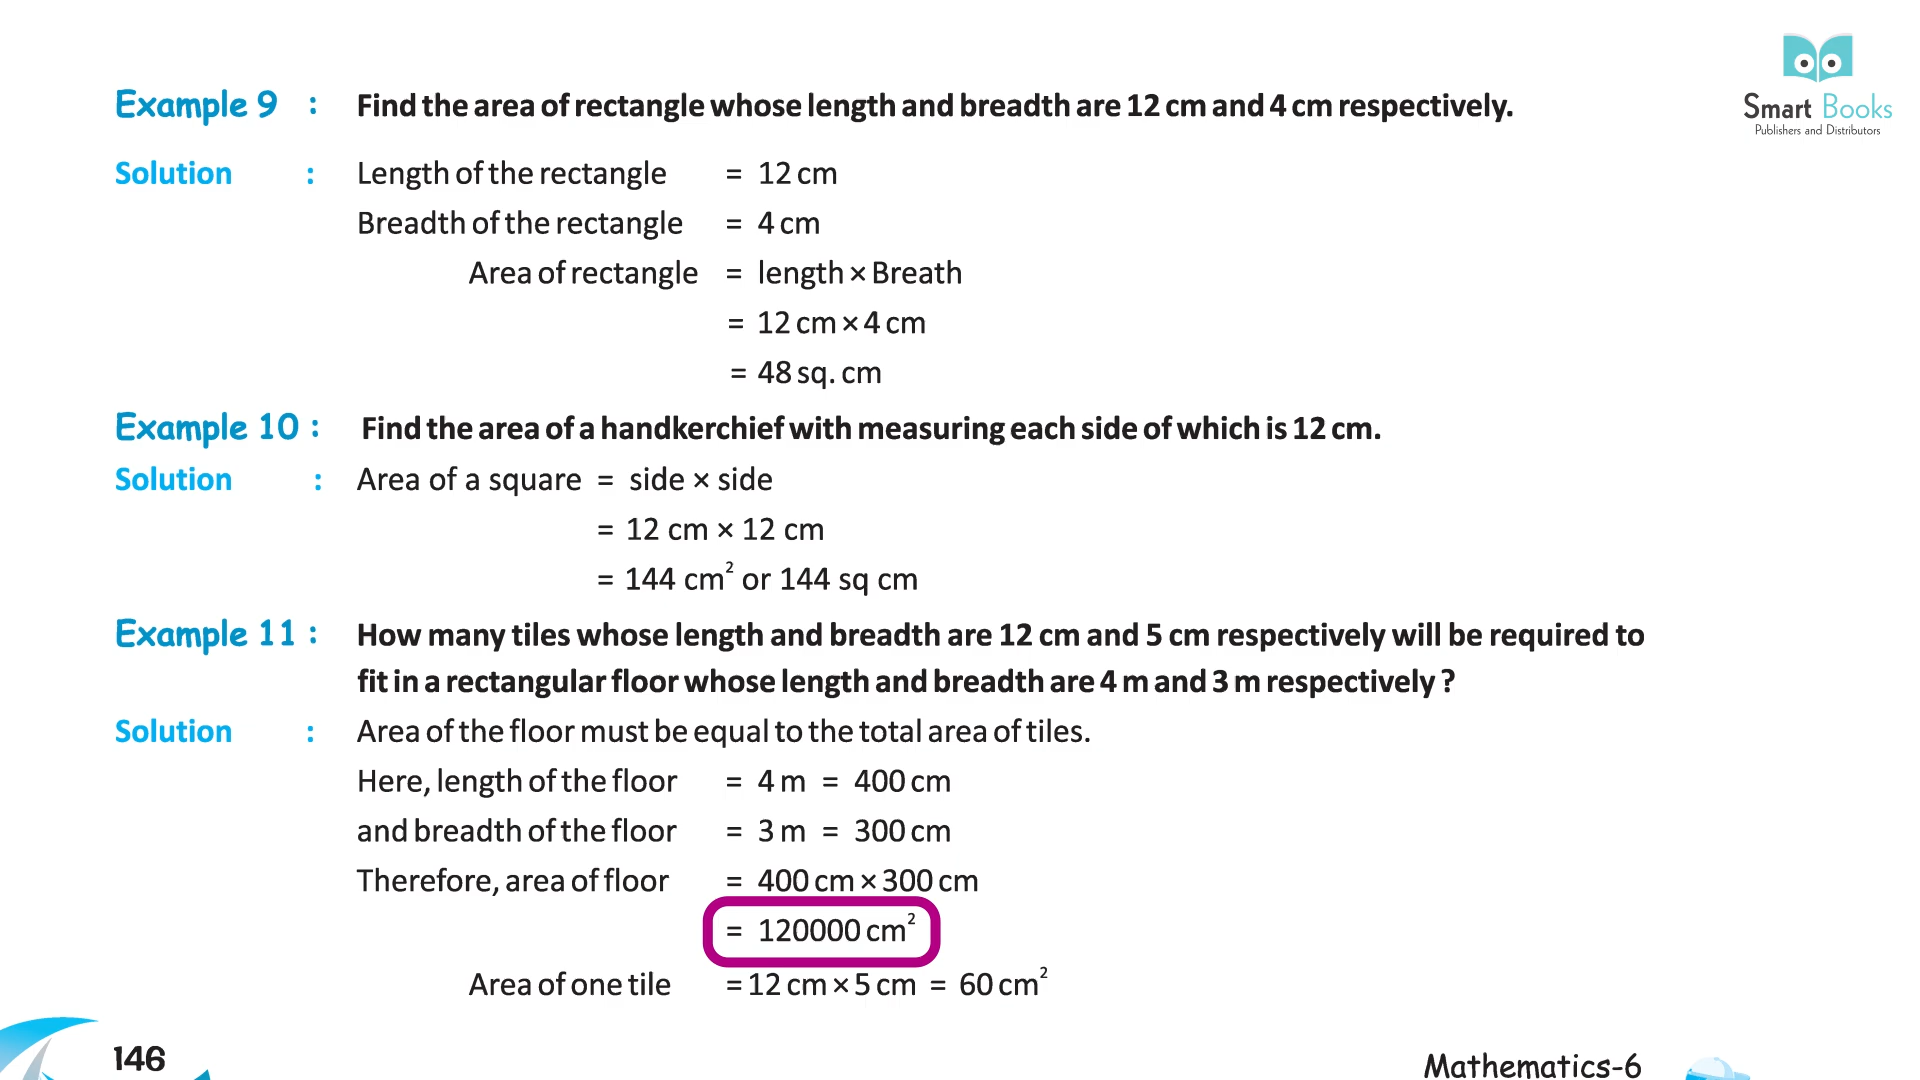 Smart Books
Publishers and Distributors
Example 9 : Find the area of rectangle whose length and breadth are 12 cm and 4 cm respectively.
Solution : Length of the rectangle = 12 cm
Breadth of the rectangle = 4 cm
Area of rectangle = length × Breath
= 12 cm × 4 cm
= 48 sq. cm
Example 10 : Find the area of a handkerchief with measuring each side of which is 12 cm.
Solution : Area of a square = side × side
= 12 cm × 12 cm
= 144 cm² or 144 sq cm
Example 11 : How many tiles whose length and breadth are 12 cm and 5 cm respectively will be required to
fit in a rectangular floor whose length and breadth are 4 m and 3 m respectively ?
Solution : Area of the floor must be equal to the total area of tiles.
Here, length of the floor = 4 m = 400 cm
and breadth of the floor = 3 m = 300 cm
Therefore, area of floor = 400 cm × 300 cm
= 120000 cm²
Area of one tile = 12 cm × 5 cm = 60 cm²
146
Mathematics-6